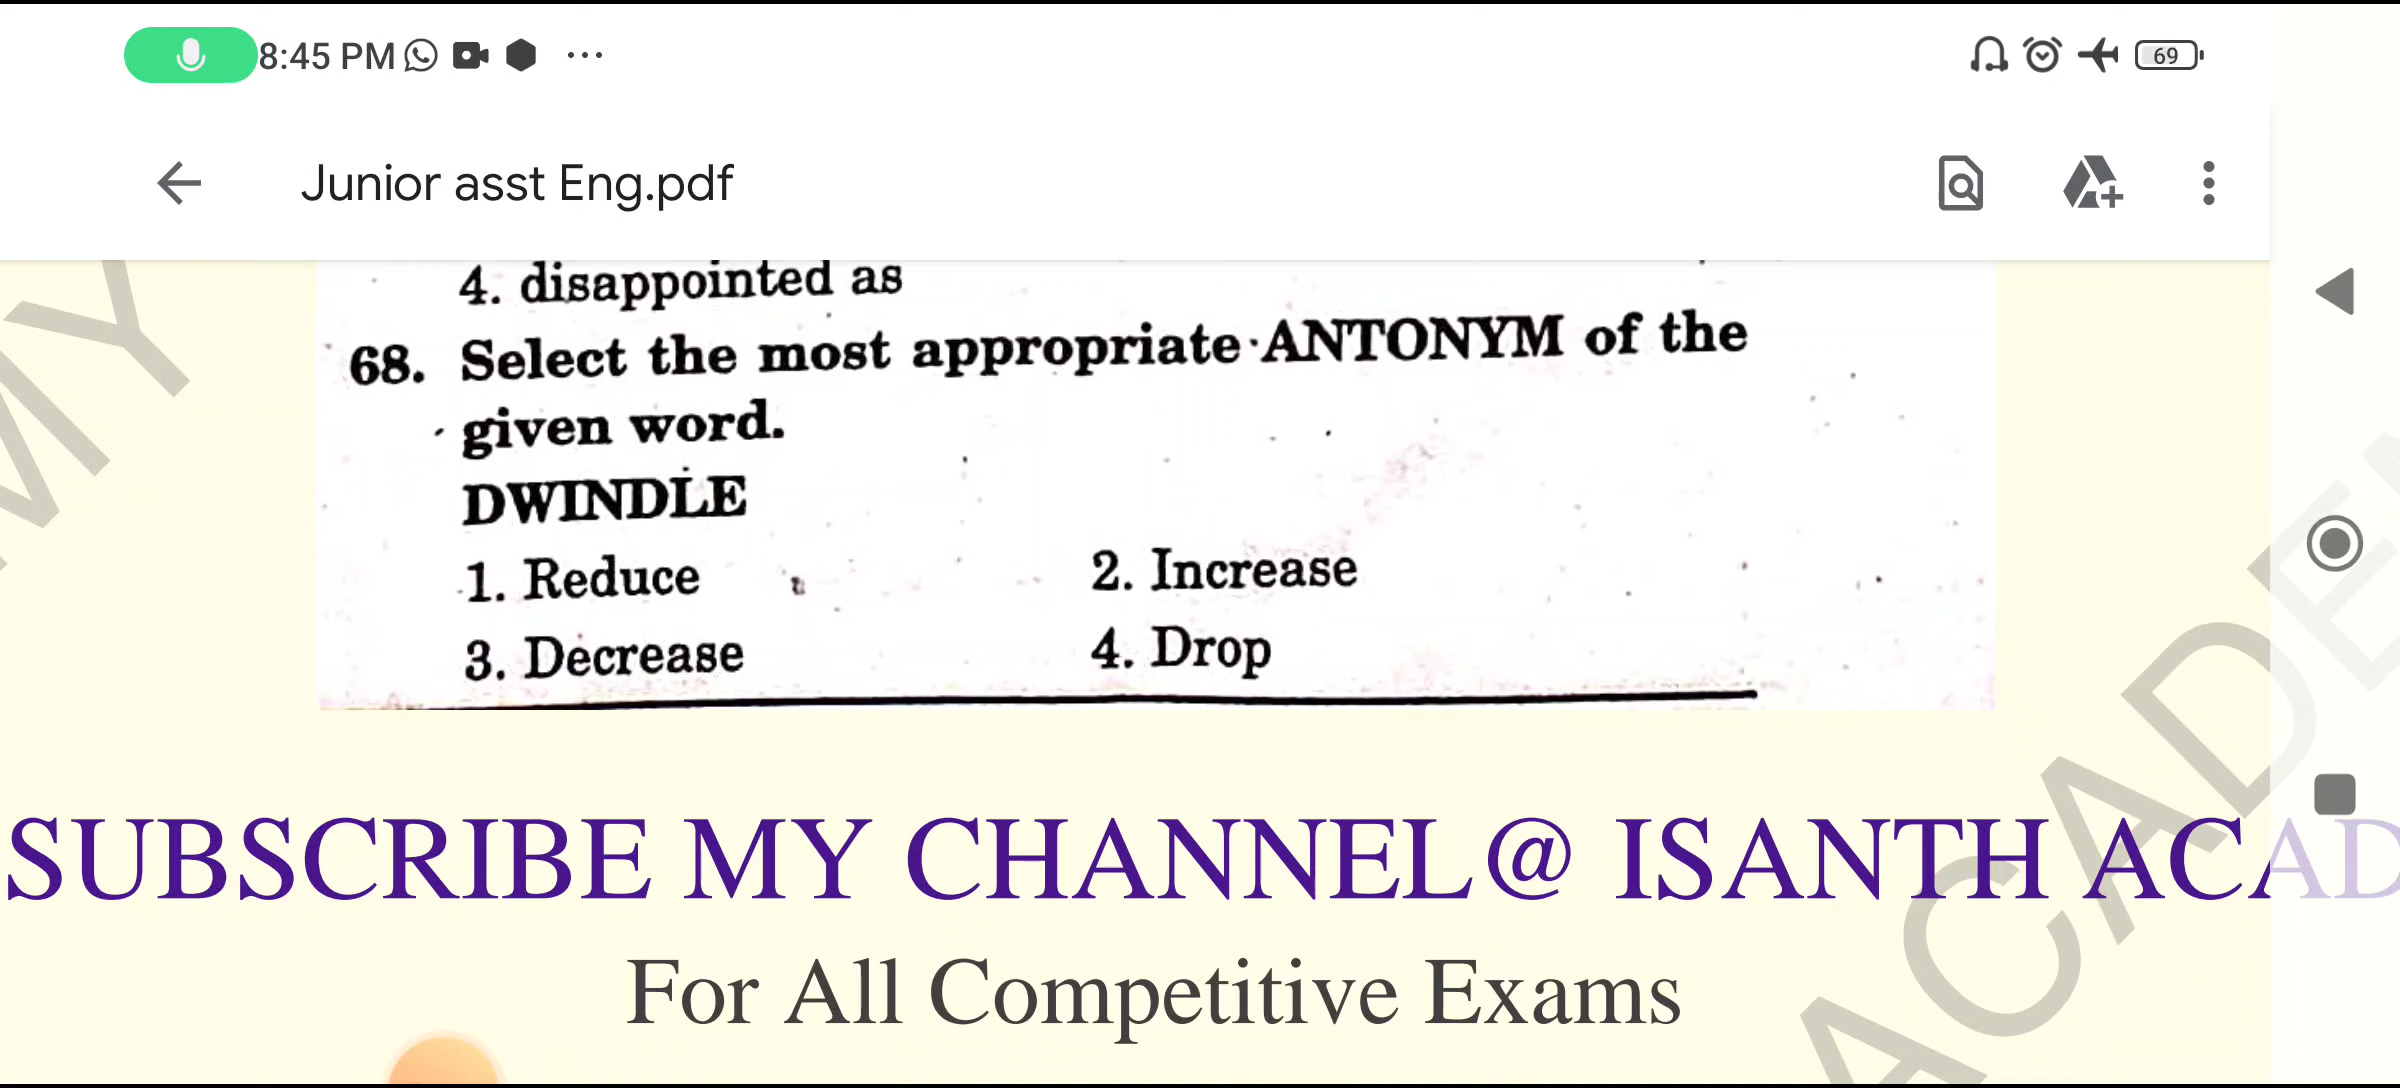 8:45 PM
69
Junior asst Eng.pdf
4. disappointed as
68. Select the most appropriate ANTONYM of the
given word.
DWINDLE
1. Reduce
2. Increase
3. Decrease
4. Drop
SUBSCRIBE MY CHANNEL@ ISANTH ACAD
For All Competitive Exams
MY
ACADEM